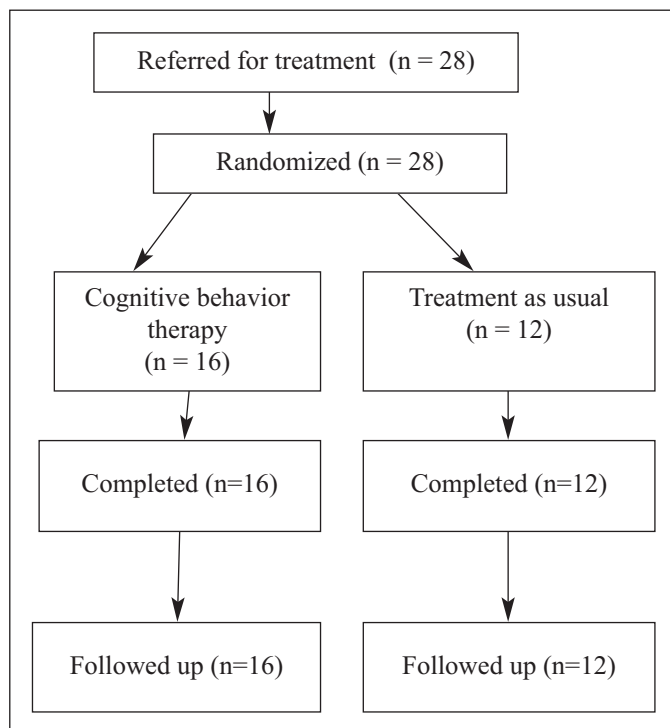 Referred for treatment (n = 28)
Randomized (n = 28)
Cognitive behavior
therapy
(n = 16)
Treatment as usual
(n = 12)
Completed (n=16)
Completed (n=12)
Followed up (n=16)
Followed up (n=12)